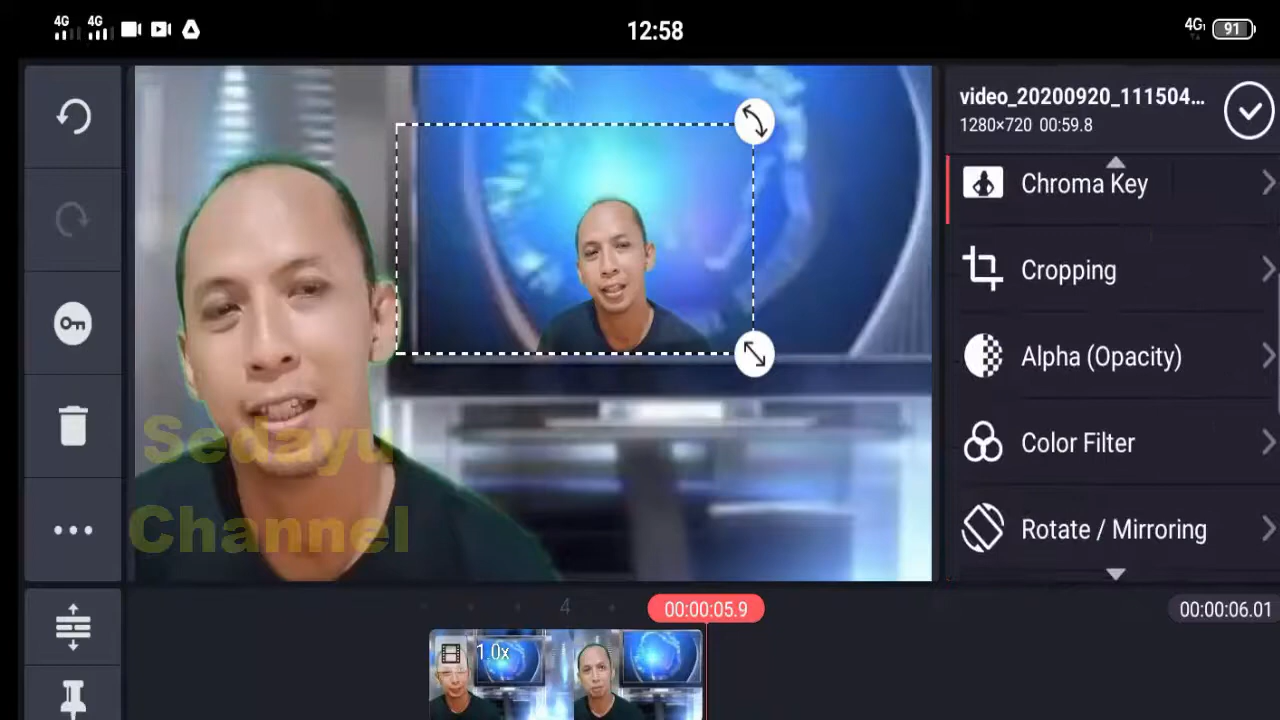 4G 4G 12:58 4G 91
video_20200920_111504...
1280×720 00:59.8
Chroma Key
Cropping
Alpha (Opacity)
Color Filter
Rotate / Mirroring
Sedayu
Channel
4 00:00:05.9 00:00:06.01
1.0x